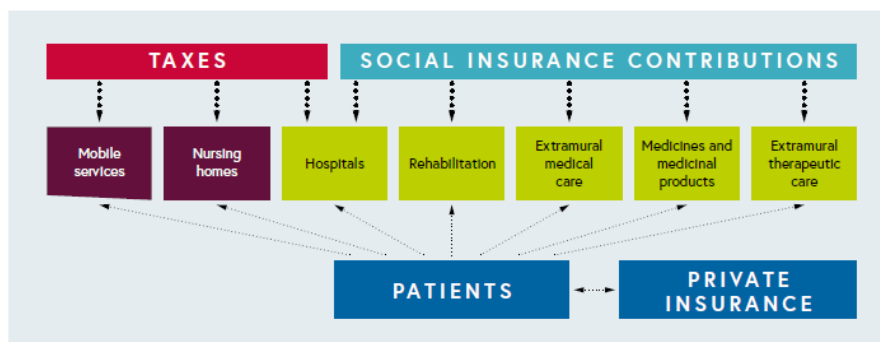 TAXES
SOCIAL INSURANCE CONTRIBUTIONS
Mobile
services
Nursing
homes
Hospitals
Rehabilitation
Extramural
medical
care
Medicines and
medicinal
products
Extramural
therapeutic
care
PATIENTS
PRIVATE
INSURANCE